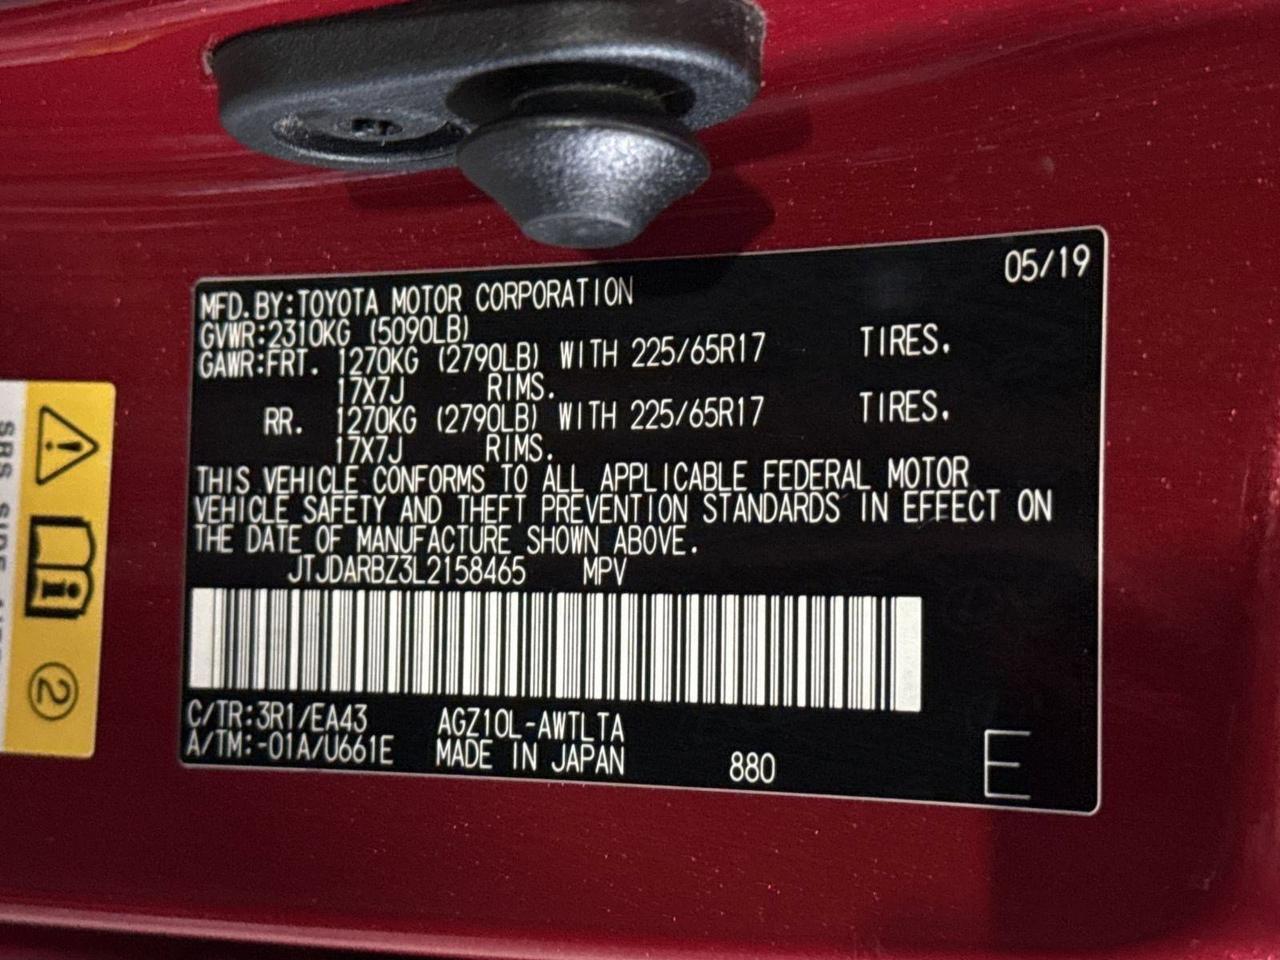 05/19
MFD.BY:TOYOTA MOTOR CORPORATION
GVWR:2310KG (5090LB)
GAWR:FRT. 1270KG (2790LB) WITH 225/65R17 TIRES.
17X7J RIMS.
RR. 1270KG (2790LB) WITH 225/65R17 TIRES.
17X7J RIMS.
THIS VEHICLE CONFORMS TO ALL APPLICABLE FEDERAL MOTOR
VEHICLE SAFETY AND THEFT PREVENTION STANDARDS IN EFFECT ON
THE DATE OF MANUFACTURE SHOWN ABOVE.
JTJDARBZ3L2158465 MPV
C/TR:3R1/EA43 AGZ10L-AWTLTA
A/TM:-01A/U661E MADE IN JAPAN 880 E
SRS SIDE
2